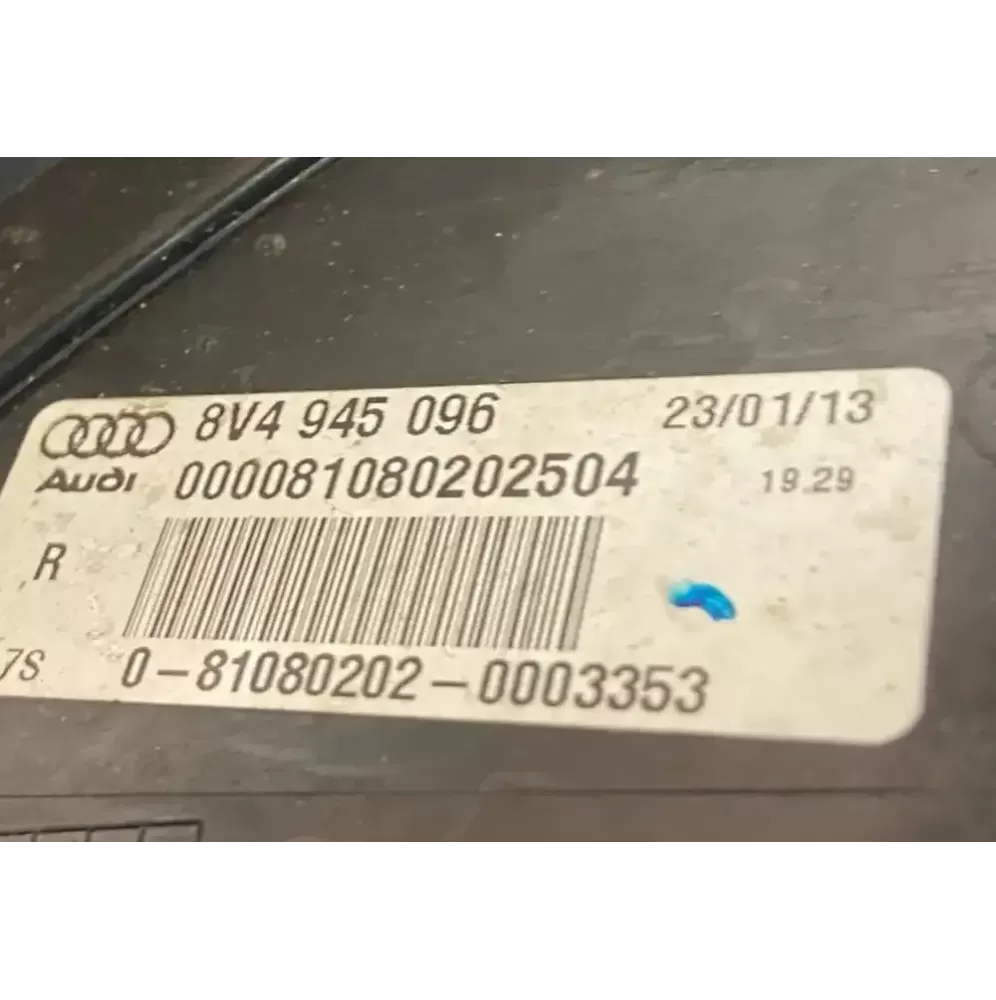 8V4 945 096 23/01/13
Audi 000081080202504 19.29
R
7S 0-81080202-0003353